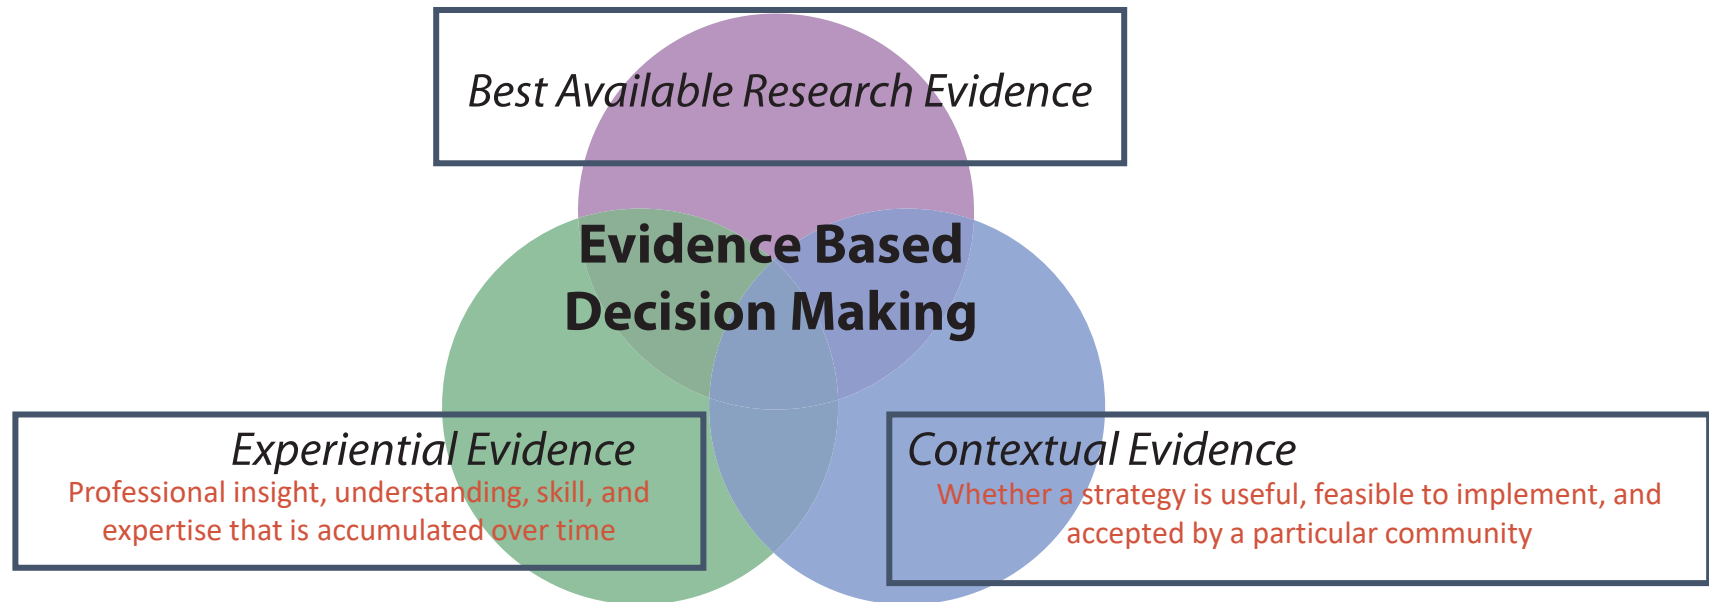 Best Available Research Evidence
Evidence Based
Decision Making
Experiential Evidence
Professional insight, understanding, skill, and
expertise that is accumulated over time
Contextual Evidence
Whether a strategy is useful, feasible to implement, and
accepted by a particular community